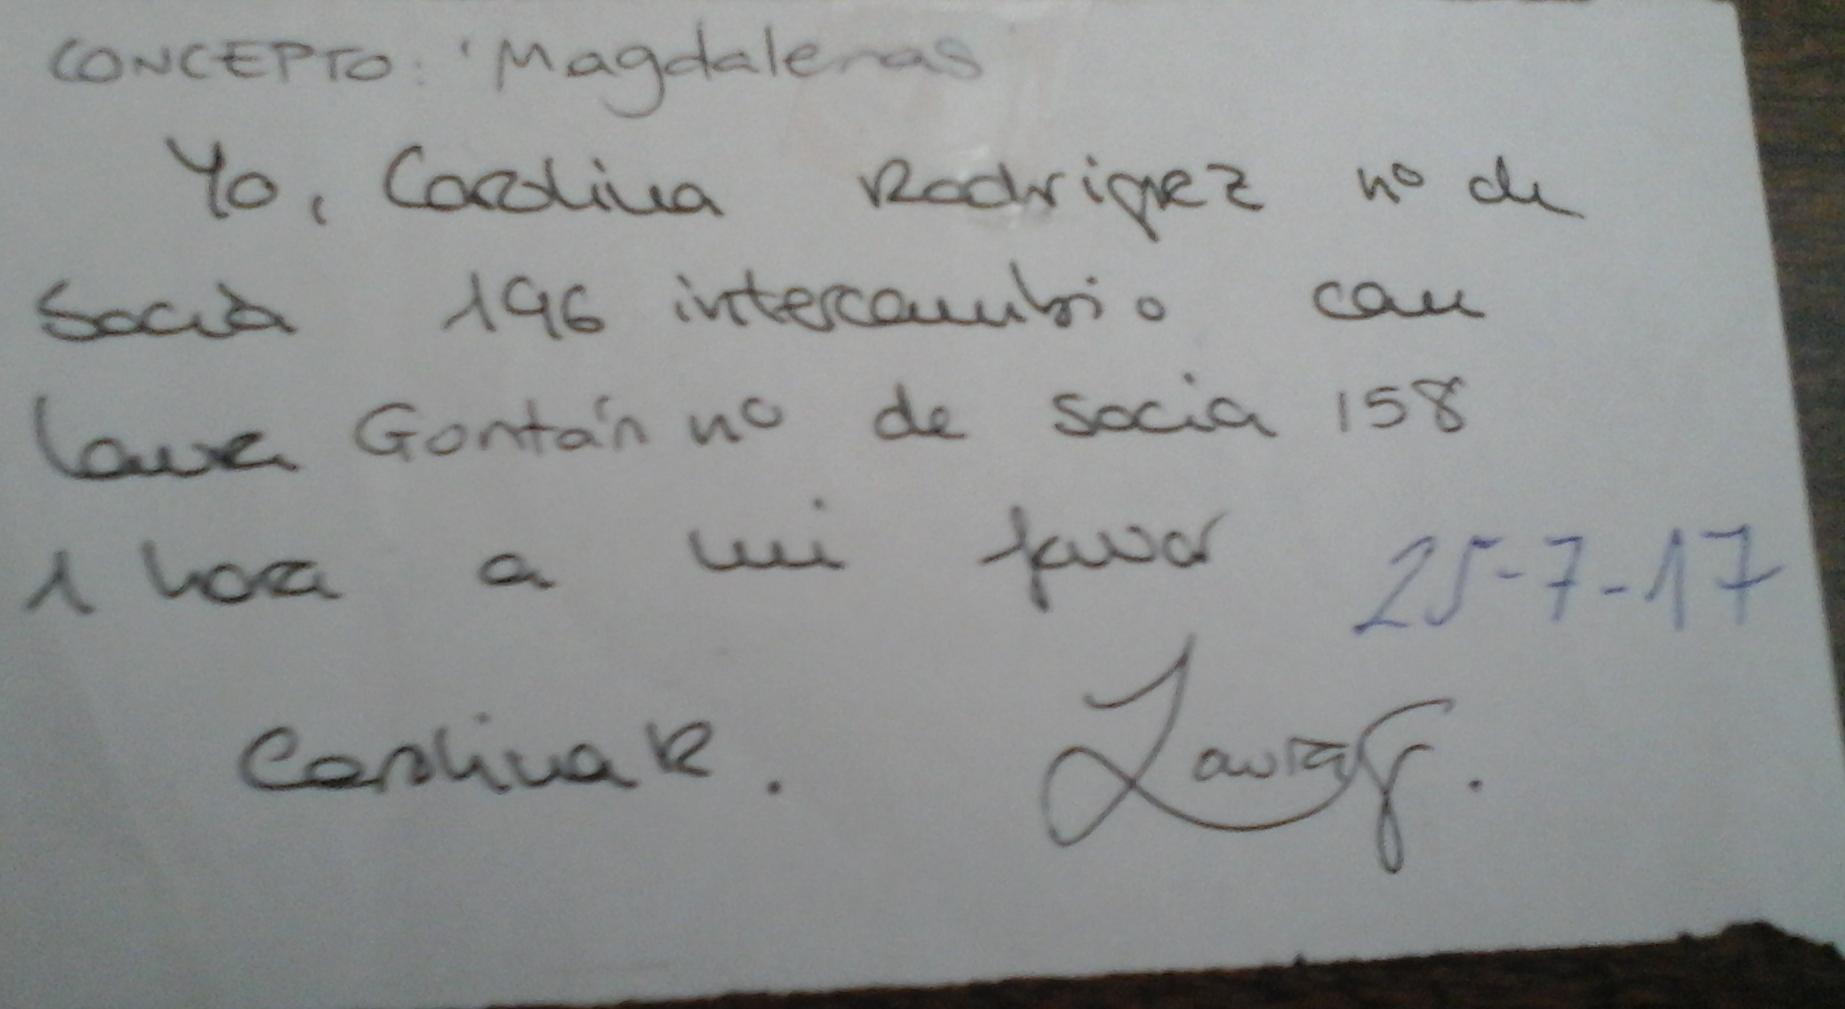 CONCEPTO: 'Magdalenas
Yo, Carolina Rodriguez nº de
Socia 196 intercambio con
Laura Gontán nº de socia 158
1 hora a mi favor 25-7-17
Carolina R. Laura G.